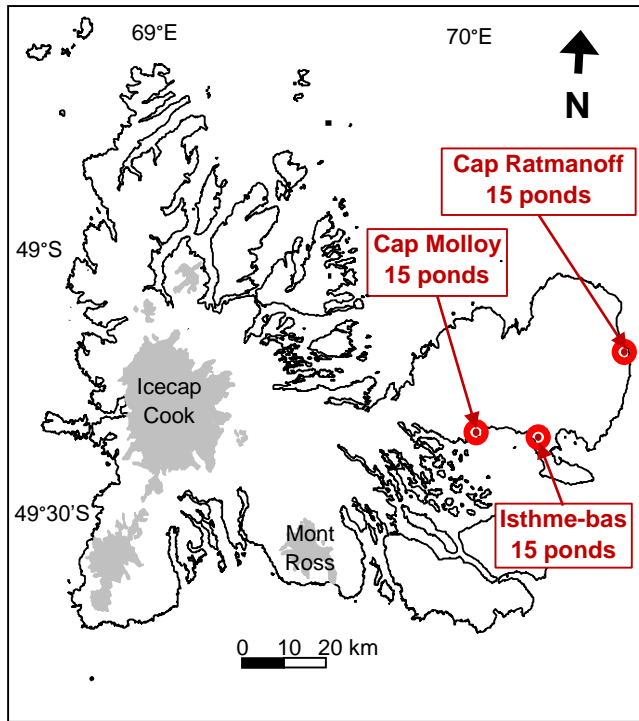 69°E
70°E
N
Cap Ratmanoff
15 ponds
49°S
Cap Molloy
15 ponds
Icecap
Cook
49°30'S
Isthme-bas
15 ponds
Mont
Ross
0 10 20 km